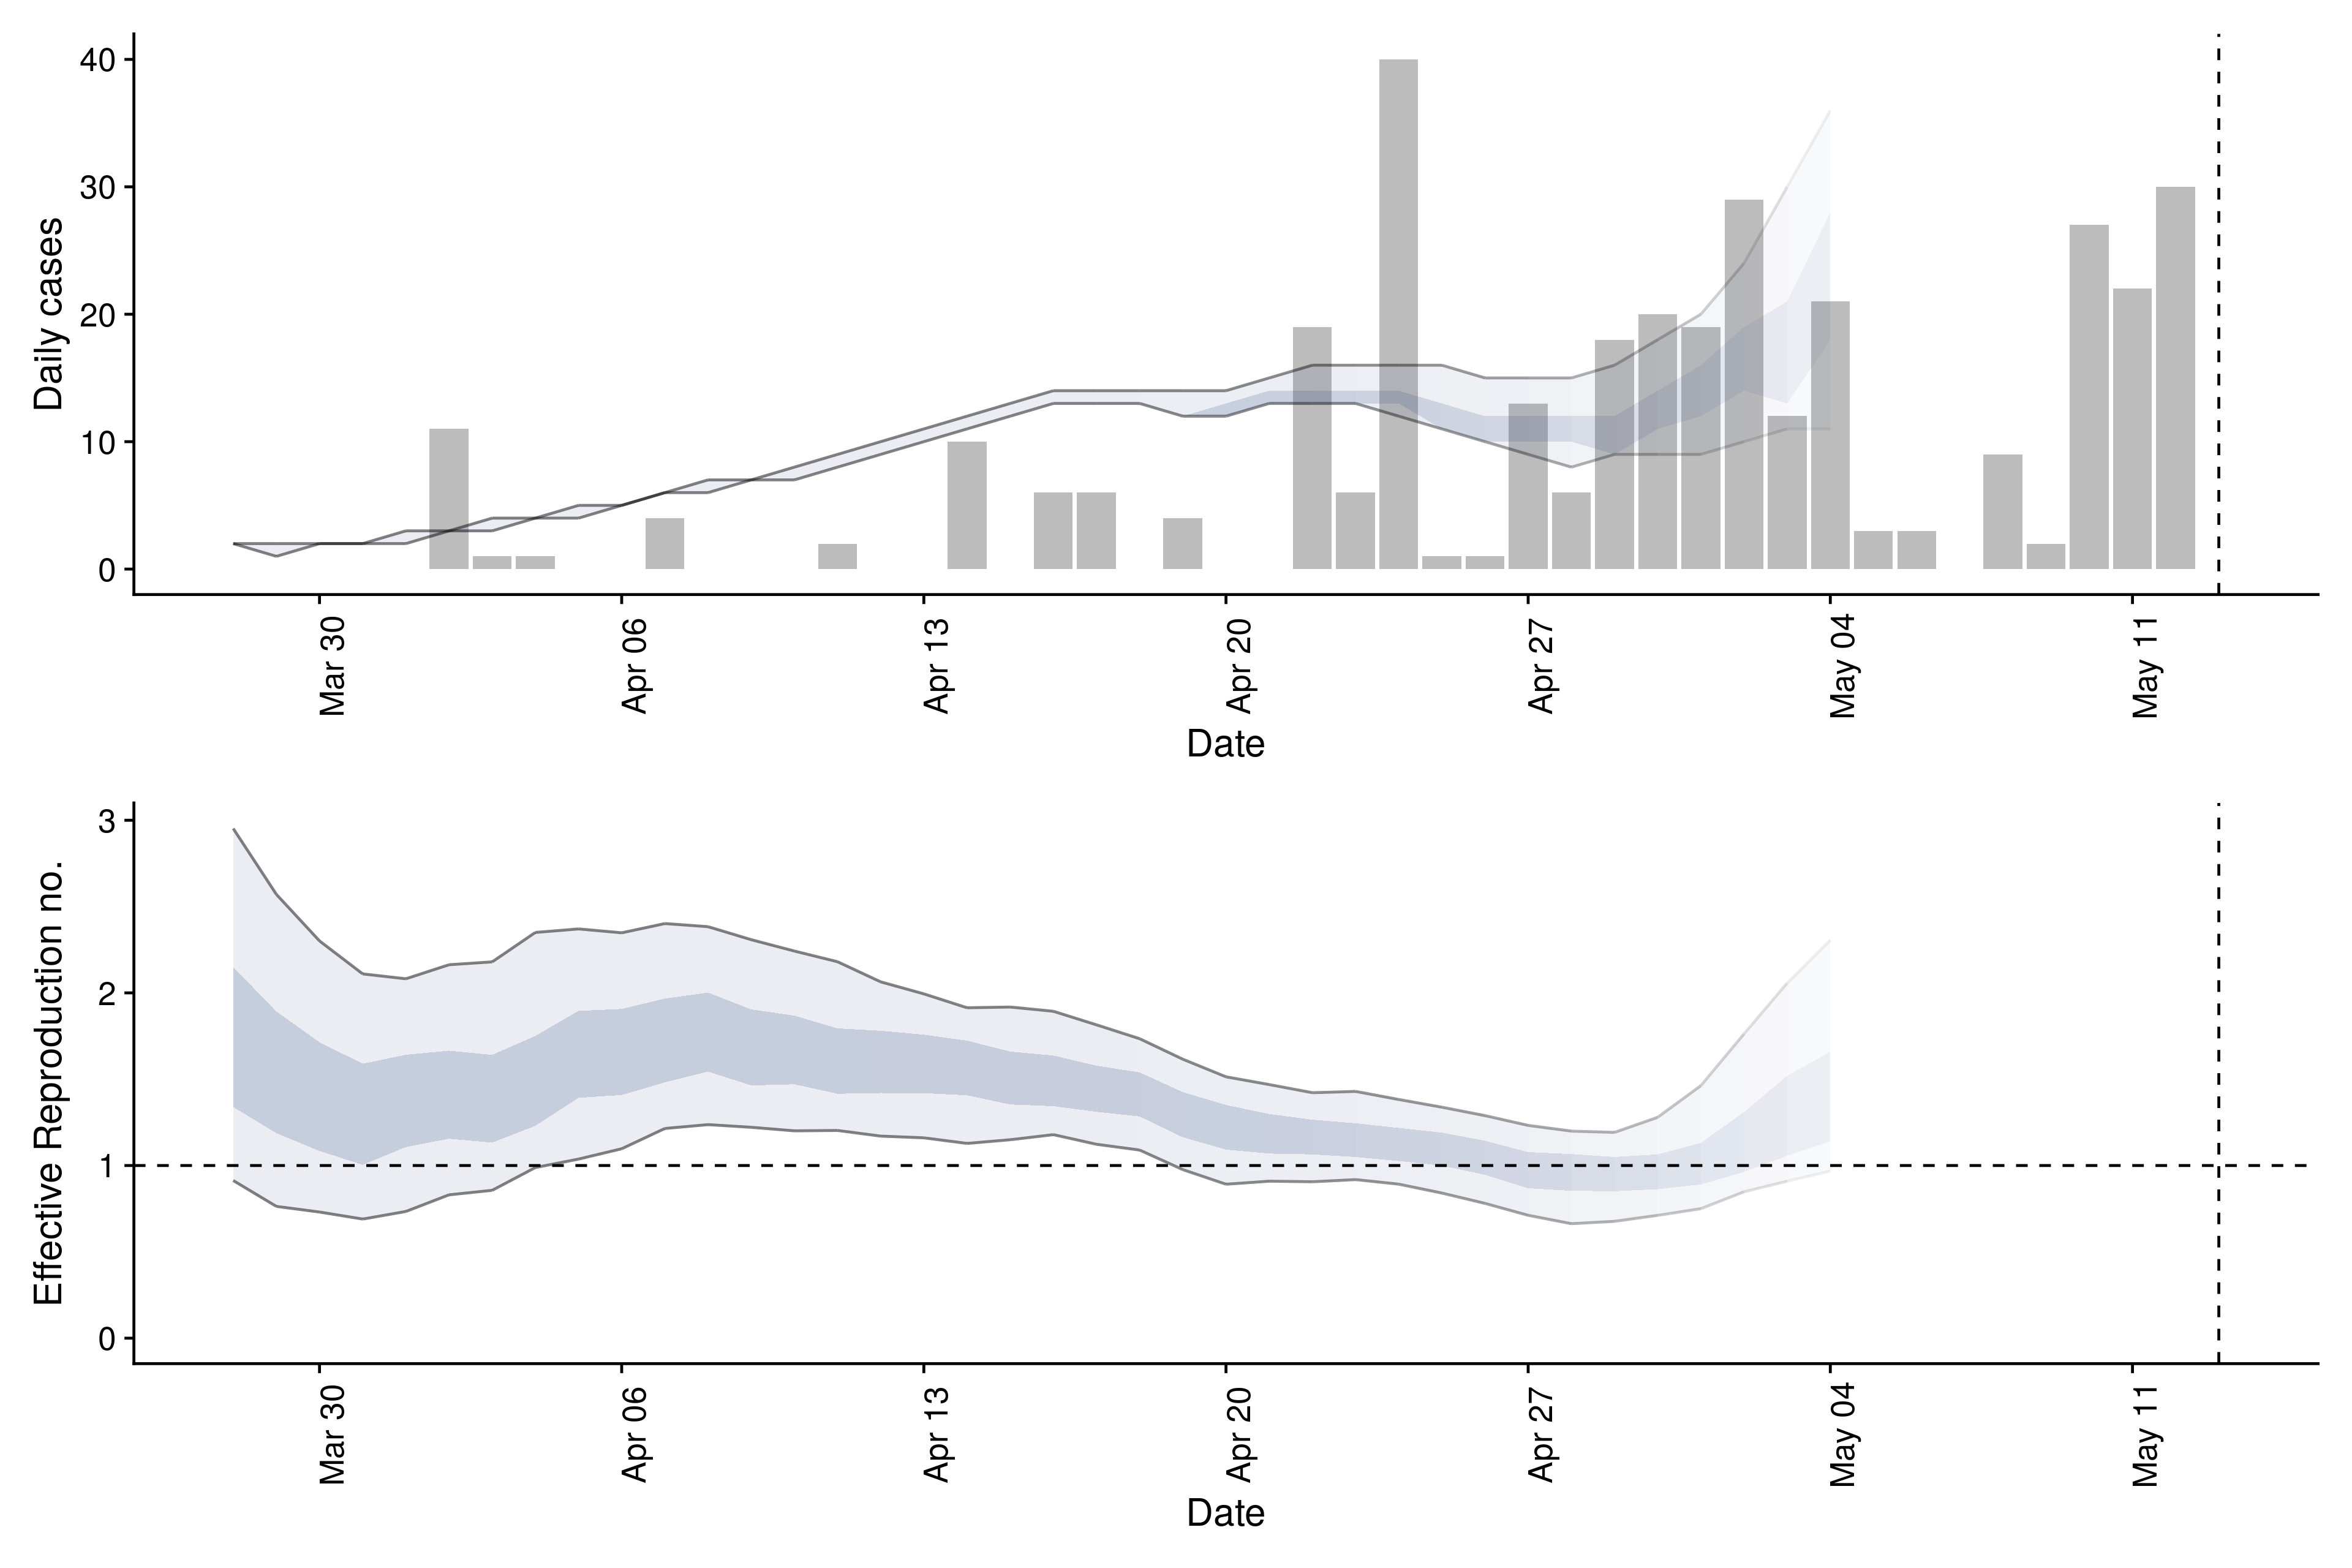 40
30
20
10
0
Daily cases
Mar 30
Apr 06
Apr 13
Apr 20
Apr 27
May 04
May 11
Date
3
2
1
0
Effective Reproduction no.
Mar 30
Apr 06
Apr 13
Apr 20
Apr 27
May 04
May 11
Date